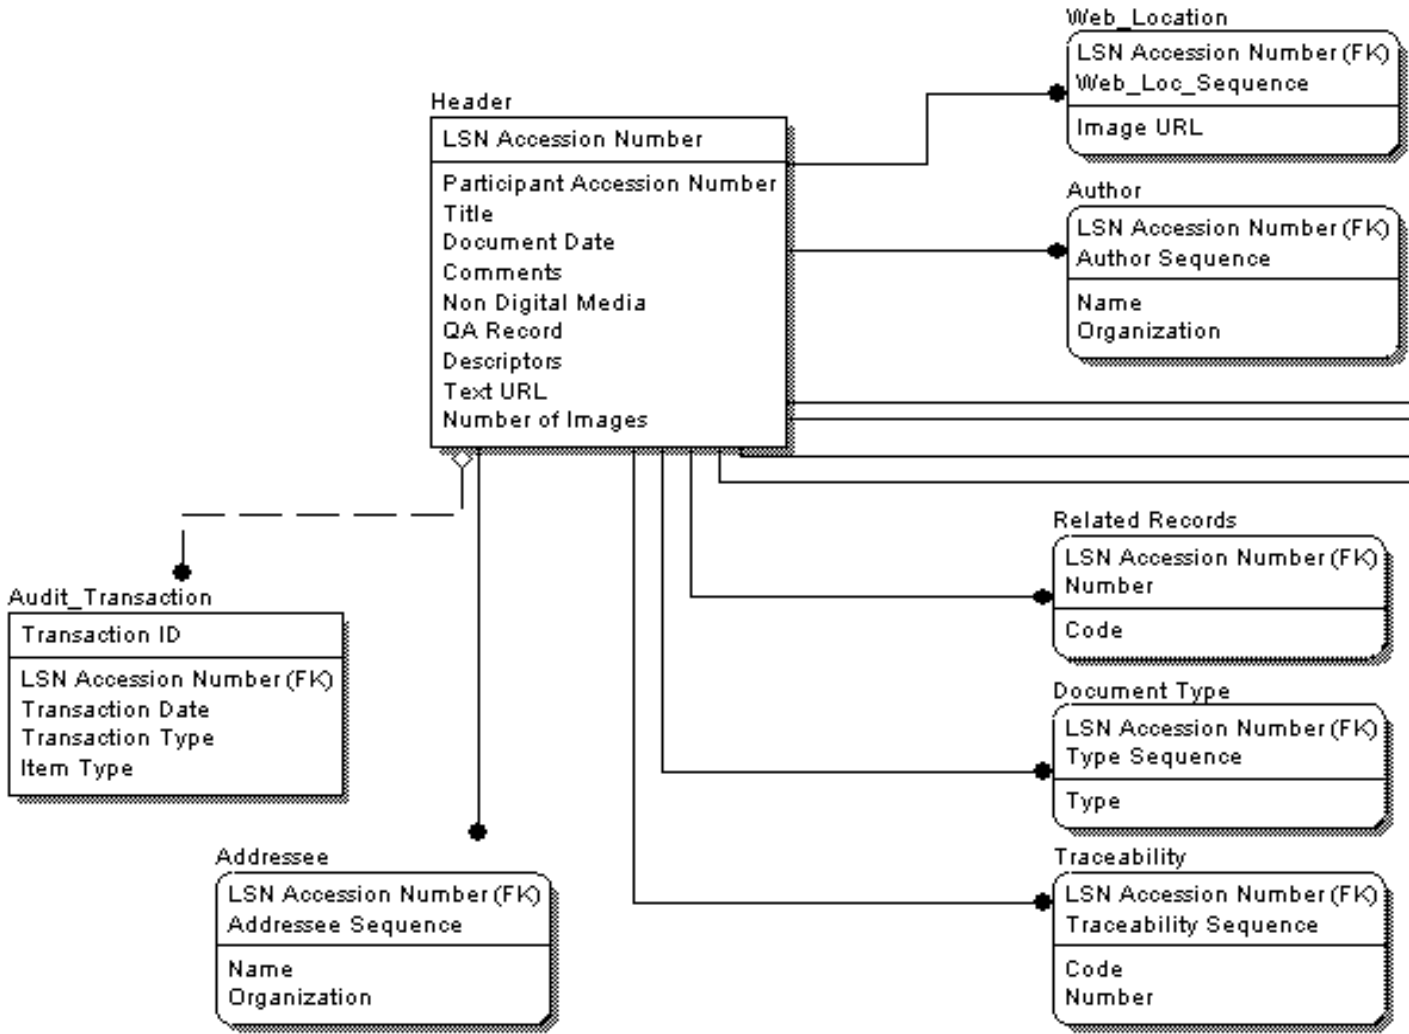 Web_Location
LSN Accession Number (FK)
Web_Loc_Sequence
Image URL
Header
LSN Accession Number
Participant Accession Number
Title
Document Date
Comments
Non Digital Media
QA Record
Descriptors
Text URL
Number of Images
Author
LSN Accession Number (FK)
Author Sequence
Name
Organization
Related Records
LSN Accession Number (FK)
Number
Code
Audit_Transaction
Transaction ID
LSN Accession Number (FK)
Transaction Date
Transaction Type
Item Type
Document Type
LSN Accession Number (FK)
Type Sequence
Type
Addressee
LSN Accession Number (FK)
Addressee Sequence
Name
Organization
Traceability
LSN Accession Number (FK)
Traceability Sequence
Code
Number